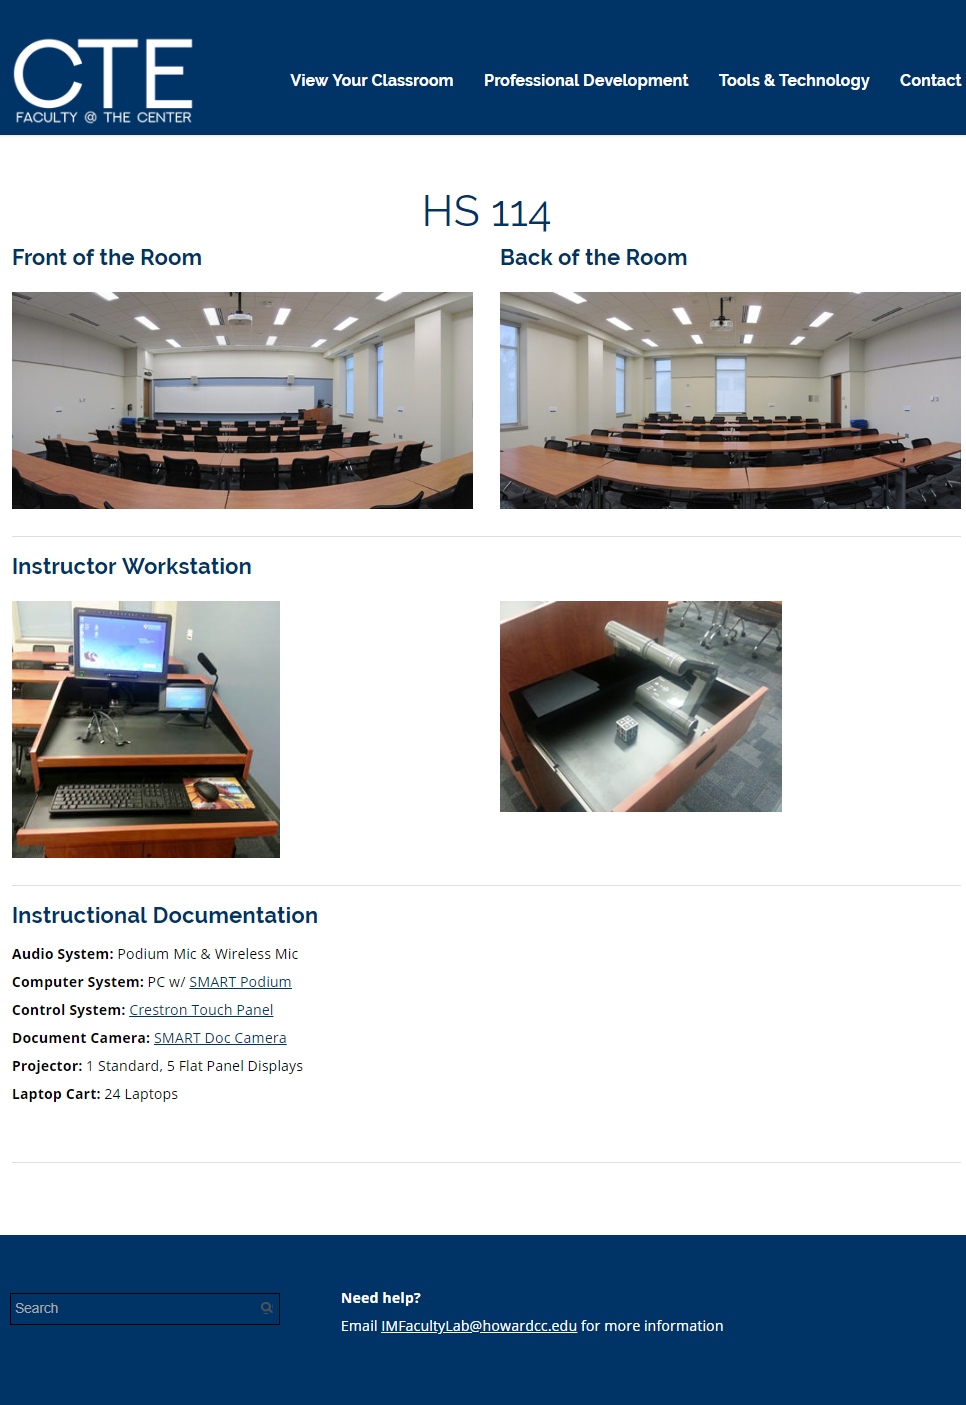 CTE
FACULTY @ THE CENTER
View Your Classroom
Professional Development
Tools & Technology
Contact
HS 114
Front of the Room
Back of the Room
Instructor Workstation
Instructional Documentation
Audio System: Podium Mic & Wireless Mic
Computer System: PC w/ SMART Podium
Control System: Crestron Touch Panel
Document Camera: SMART Doc Camera
Projector: 1 Standard, 5 Flat Panel Displays
Laptop Cart: 24 Laptops
Search
Need help?
Email IMFacultyLab@howardcc.edu for more information